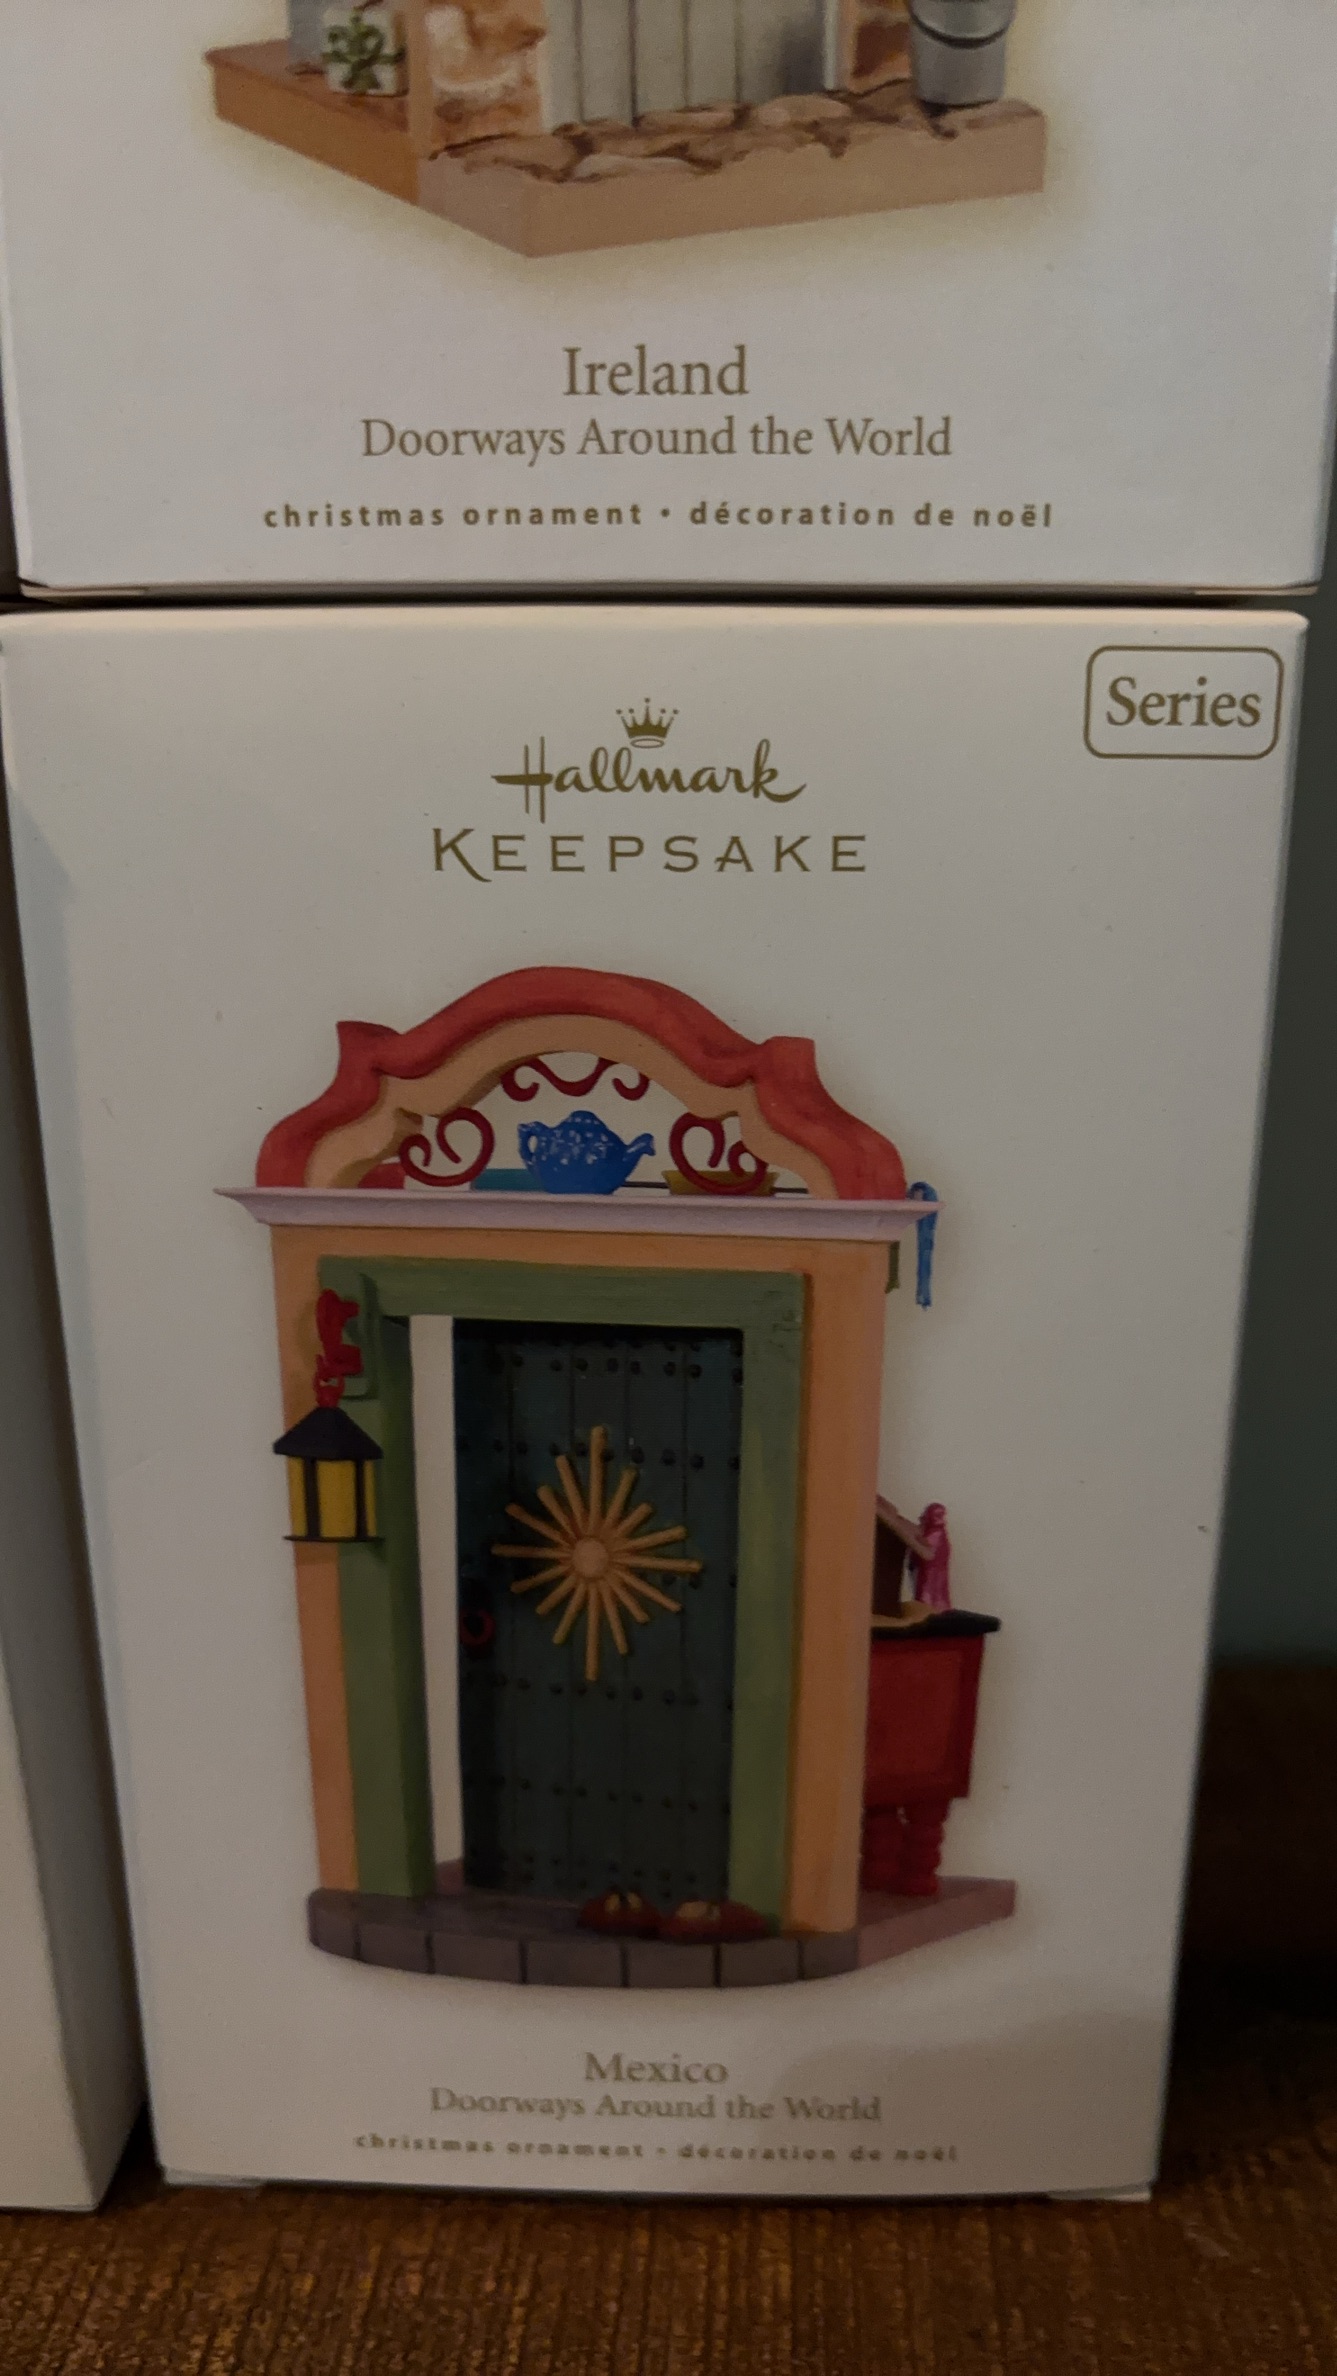 Ireland
Doorways Around the World
christmas ornament • décoration de noël
Series
Hallmark
KEEPSAKE
Mexico
Doorways Around the World
christmas ornament • décoration de noël